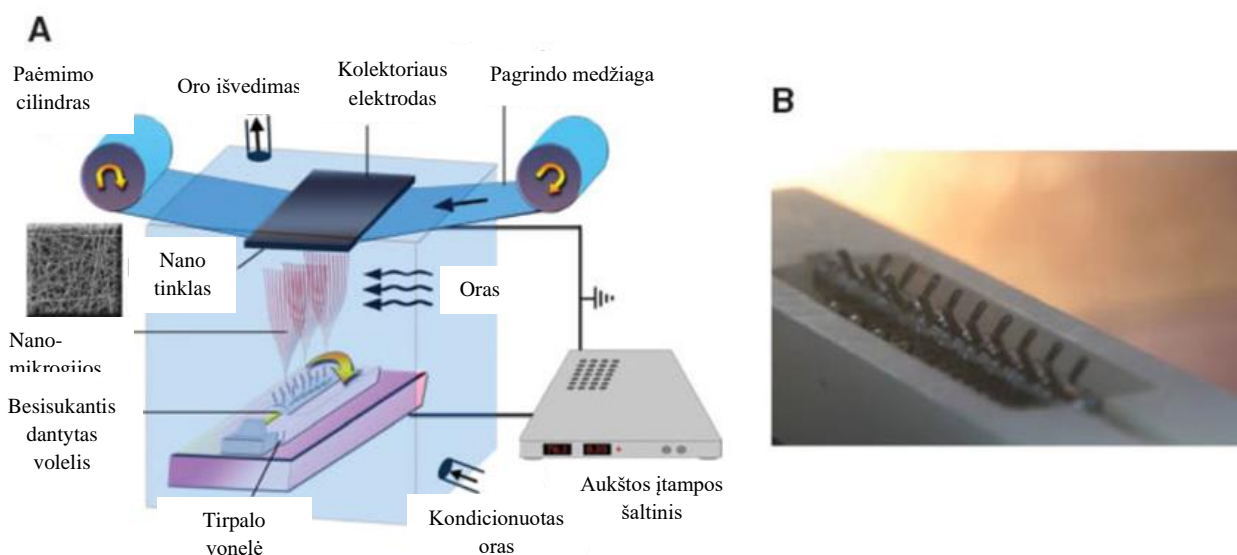 A
Paėmimo
cilindras
Oro išvedimas
Kolektoriaus
elektrodas
Pagrindo medžiaga
B
Nano
tinklas
Oras
Nano-
mikrogijos
Besisukantis
dantytas
volelis
Tirpalo
vonelė
Kondicionuotas
oras
Aukštos įtampos
šaltinis